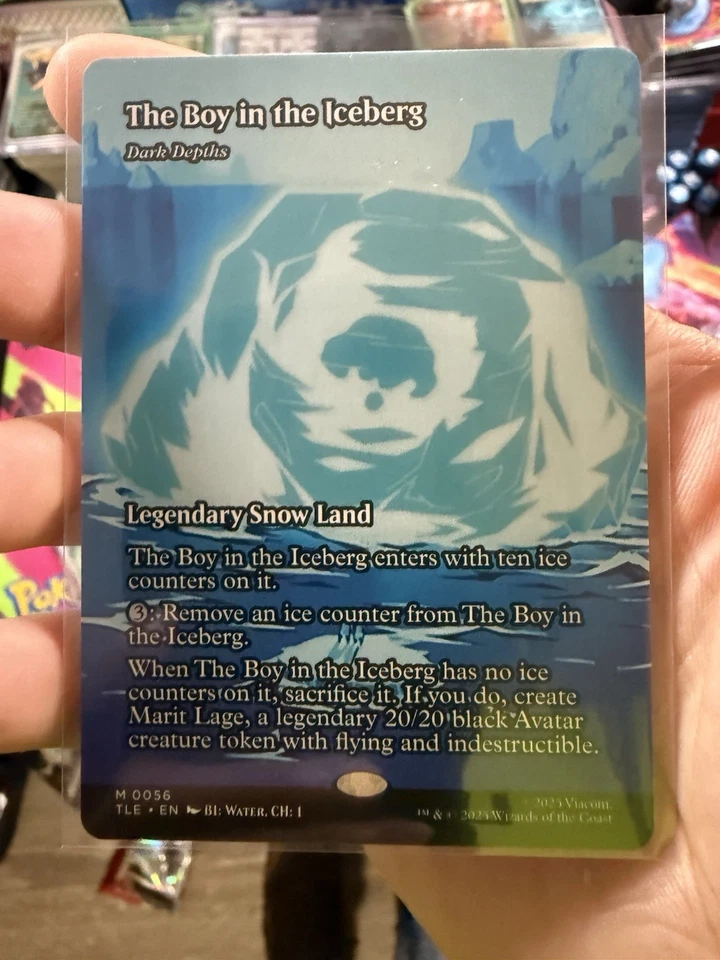 The Boy in the Iceberg
Dark Depths
Legendary Snow Land
The Boy in the Iceberg enters with ten ice
counters on it.
3: Remove an ice counter from The Boy in
the Iceberg.
When The Boy in the Iceberg has no ice
counters on it, sacrifice it. If you do, create
Marit Lage, a legendary 20/20 black Avatar
creature token with flying and indestructible.
M 0056
TLE • EN B1: WATER, CH: 1
© 2025 Viacom.
™ & © 2025 Wizards of the Coast